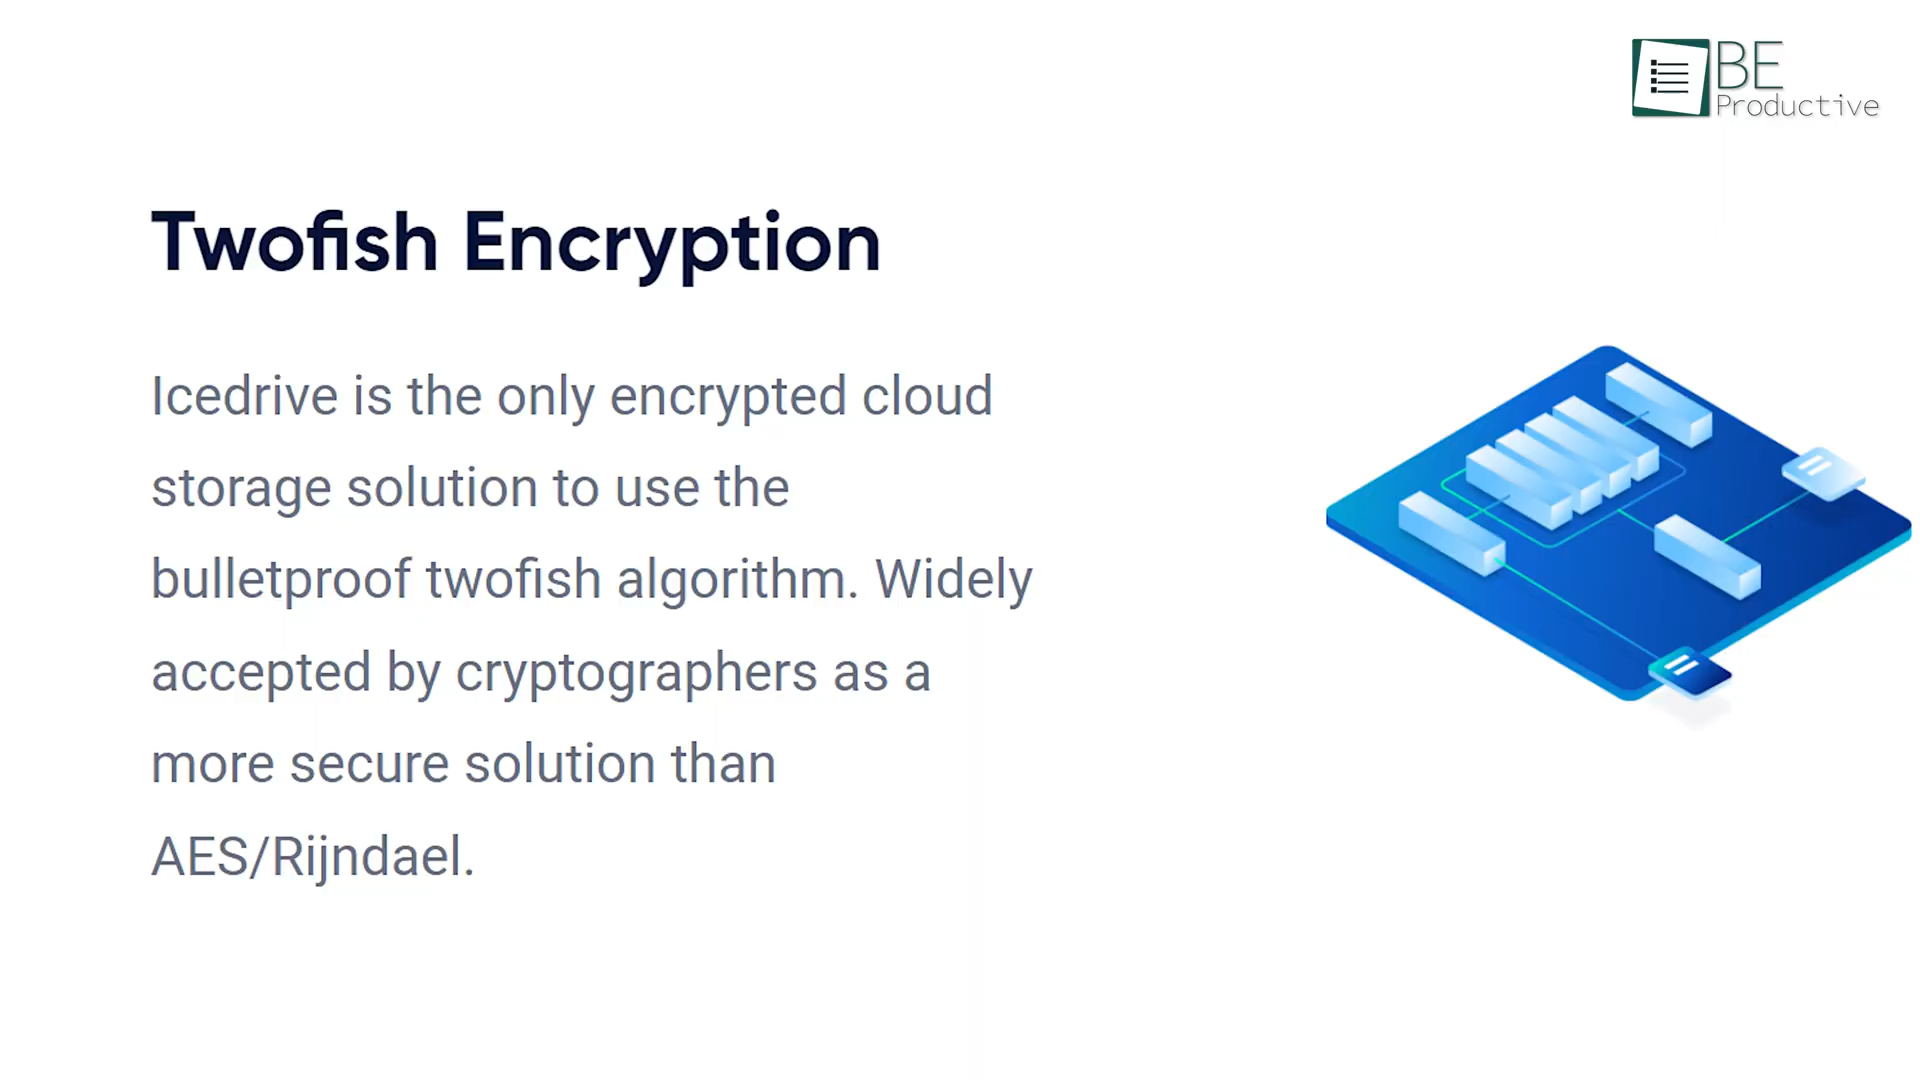 BE
Productive
Twofish Encryption
Icedrive is the only encrypted cloud
storage solution to use the
bulletproof twofish algorithm. Widely
accepted by cryptographers as a
more secure solution than
AES/Rijndael.